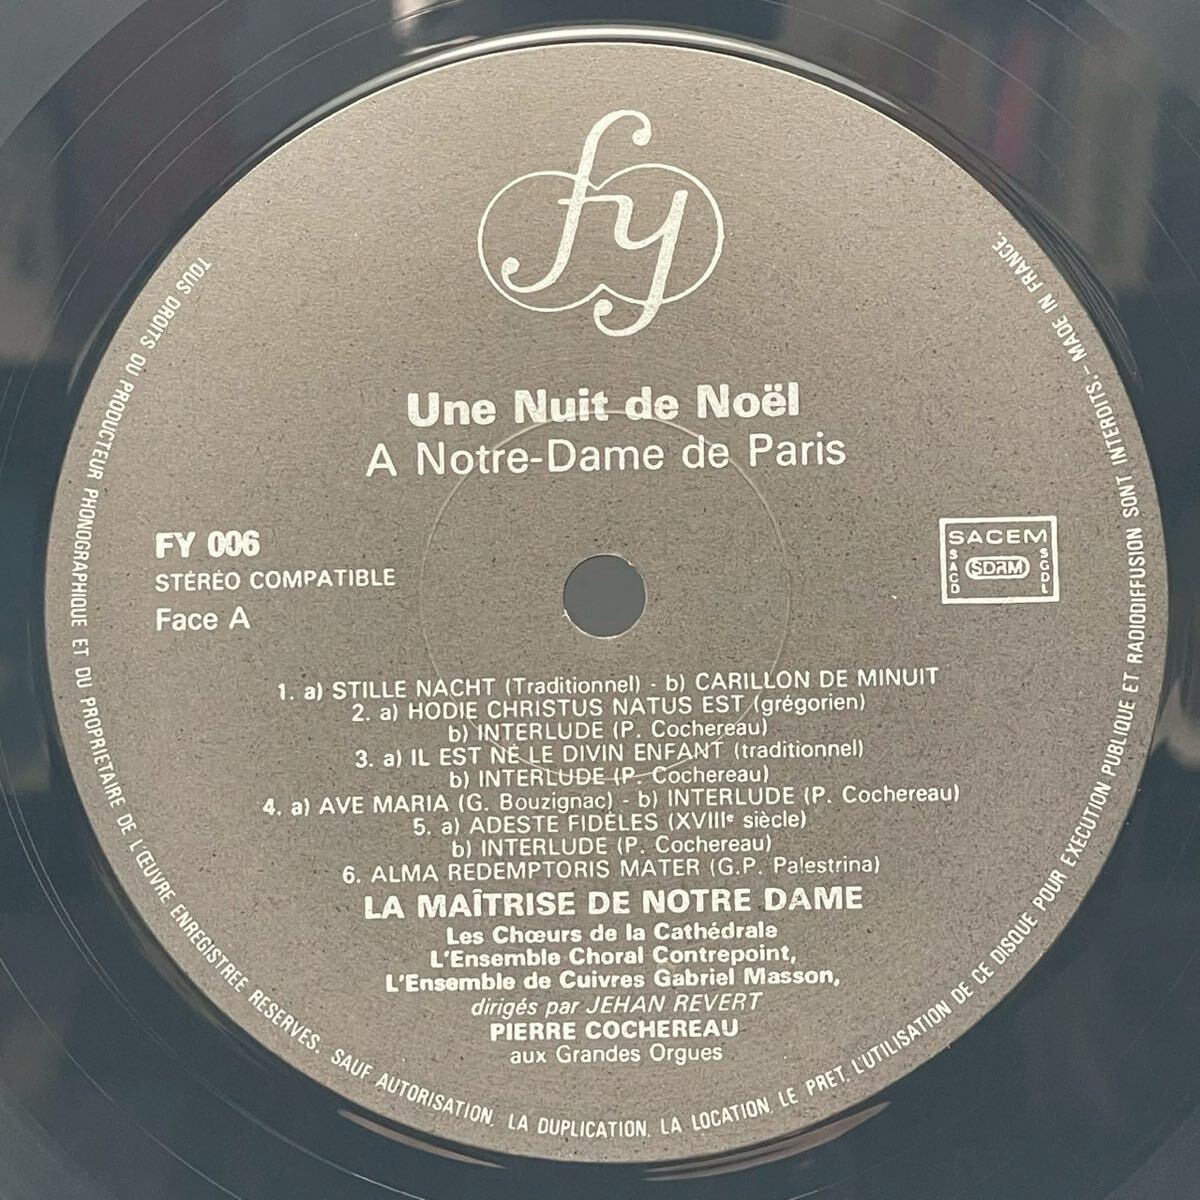 fy
Une Nuit de Noël
A Notre-Dame de Paris
FY 006
STÉRÉO COMPATIBLE
Face A
SACEM
SACD
SDRM
SGDL
1. a) STILLE NACHT (Traditionnel) - b) CARILLON DE MINUIT
2. a) HODIE CHRISTUS NATUS EST (grégorien)
b) INTERLUDE (P. Cochereau)
3. a) IL EST NÉ LE DIVIN ENFANT (traditionnel)
b) INTERLUDE (P. Cochereau)
4. a) AVE MARIA (G. Bouzignac) - b) INTERLUDE (P. Cochereau)
5. a) ADESTE FIDELES (XVIIIe siècle)
b) INTERLUDE (P. Cochereau)
6. ALMA REDEMPTORIS MATER (G.P. Palestrina)
LA MAÎTRISE DE NOTRE DAME
Les Chœurs de la Cathédrale
L'Ensemble Choral Contrepoint,
L'Ensemble de Cuivres Gabriel Masson,
dirigés par JEHAN REVERT
PIERRE COCHEREAU
aux Grandes Orgues
TOUS DROITS DU PRODUCTEUR PHONOGRAPHIQUE ET DU PROPRIETAIRE DE L'ŒUVRE ENREGISTREE RESERVES. SAUF AUTORISATION, LA DUPLICATION, LA LOCATION, LE PRET, L'UTILISATION DE CE DISQUE POUR EXECUTION PUBLIQUE ET RADIODIFFUSION SONT INTERDITS. - MADE IN FRANCE.